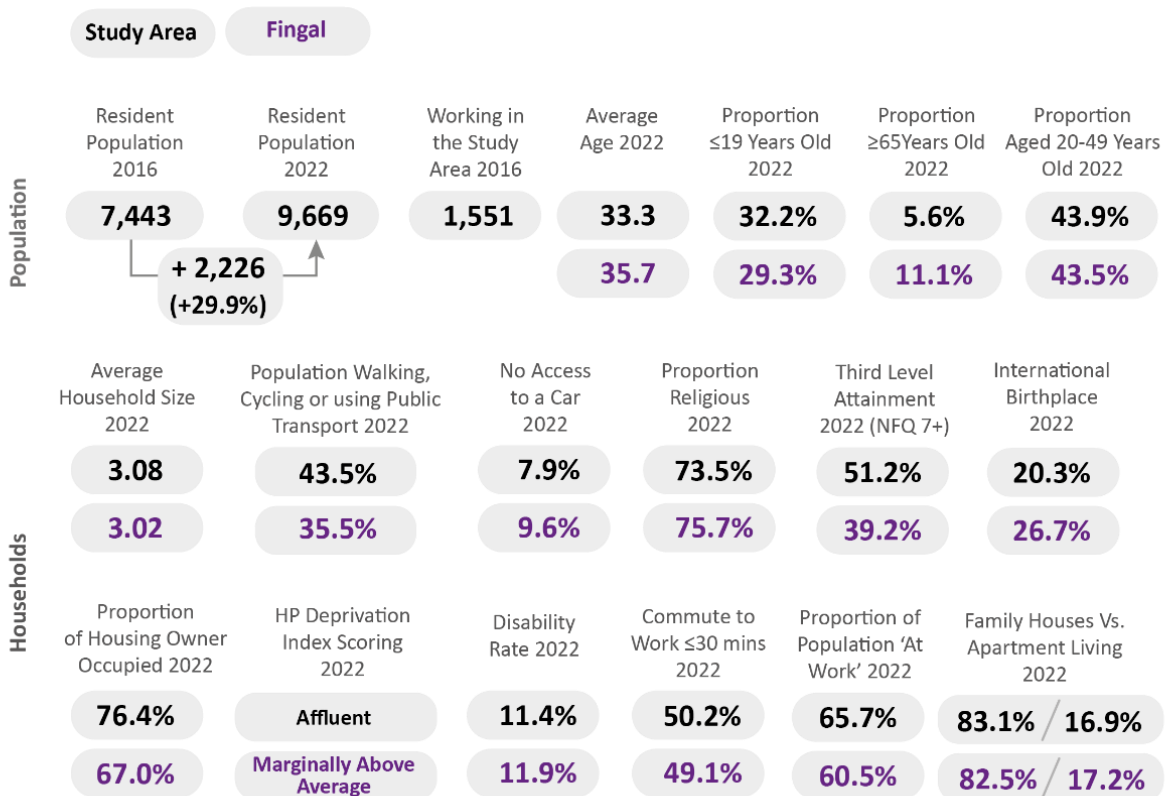 Study Area
Fingal
Population
Resident
Population
2016
7,443
Resident
Population
2022
9,669
+ 2,226
(+29.9%)
Working in
the Study
Area 2016
1,551
Average
Age 2022
33.3
35.7
Proportion
≤19 Years Old
2022
32.2%
29.3%
Proportion
≥65Years Old
2022
5.6%
11.1%
Proportion
Aged 20-49 Years
Old 2022
43.9%
43.5%
Households
Average
Household Size
2022
3.08
3.02
Population Walking,
Cycling or using Public
Transport 2022
43.5%
35.5%
No Access
to a Car
2022
7.9%
9.6%
Proportion
Religious
2022
73.5%
75.7%
Third Level
Attainment
2022 (NFQ 7+)
51.2%
39.2%
International
Birthplace
2022
20.3%
26.7%
Proportion
of Housing Owner
Occupied 2022
76.4%
67.0%
HP Deprivation
Index Scoring
2022
Affluent
Marginally Above
Average
Disability
Rate 2022
11.4%
11.9%
Commute to
Work ≤30 mins
2022
50.2%
49.1%
Proportion of
Population ‘At
Work’ 2022
65.7%
60.5%
Family Houses Vs.
Apartment Living
2022
83.1% / 16.9%
82.5% / 17.2%